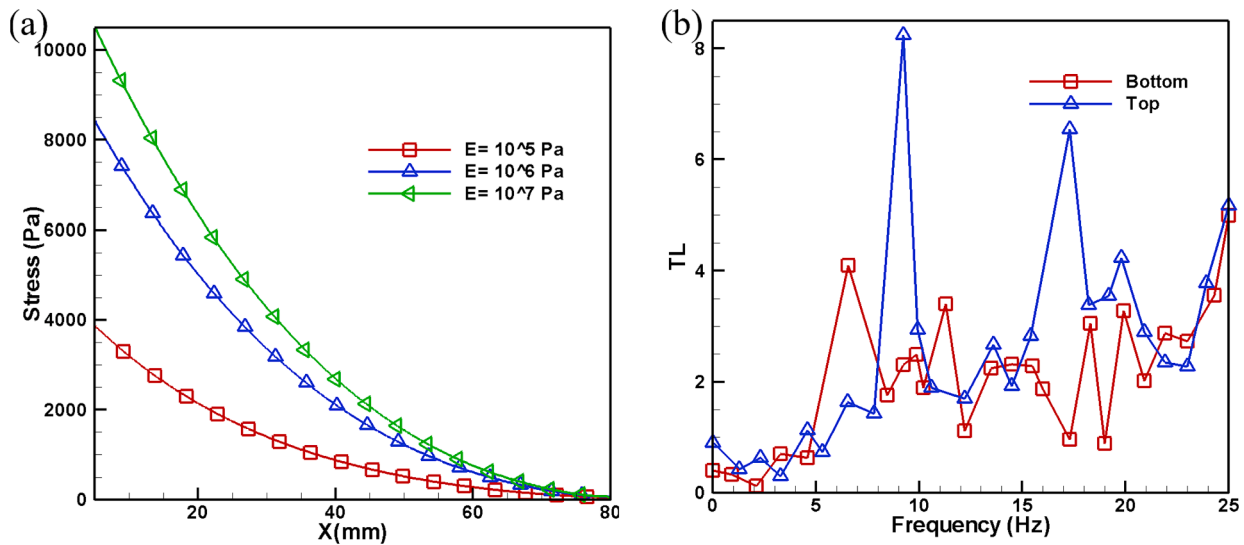 (a)
10000
8000
6000
4000
2000
0
Stress (Pa)
E= 10^5 Pa
E= 10^6 Pa
E= 10^7 Pa
20
40
60
80
X(mm)
(b)
8
6
4
2
0
TL
Bottom
Top
0
5
10
15
20
25
Frequency (Hz)